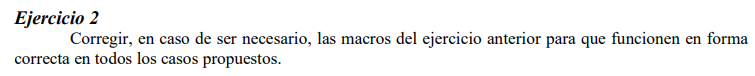 Ejercicio 2
Corregir, en caso de ser necesario, las macros del ejercicio anterior para que funcionen en forma
correcta en todos los casos propuestos.